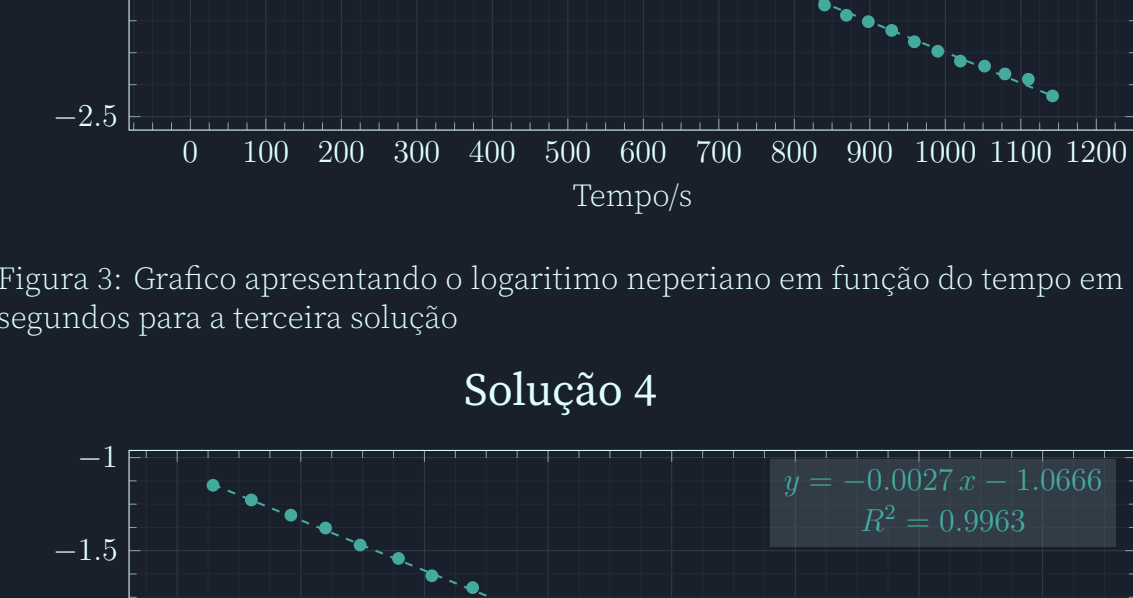 −2.5
0 100 200 300 400 500 600 700 800 900 1000 1100 1200
Tempo/s
Figura 3: Grafico apresentando o logaritimo neperiano em função do tempo em
segundos para a terceira solução
Solução 4
−1
y = −0.0027 x − 1.0666
R² = 0.9963
−1.5